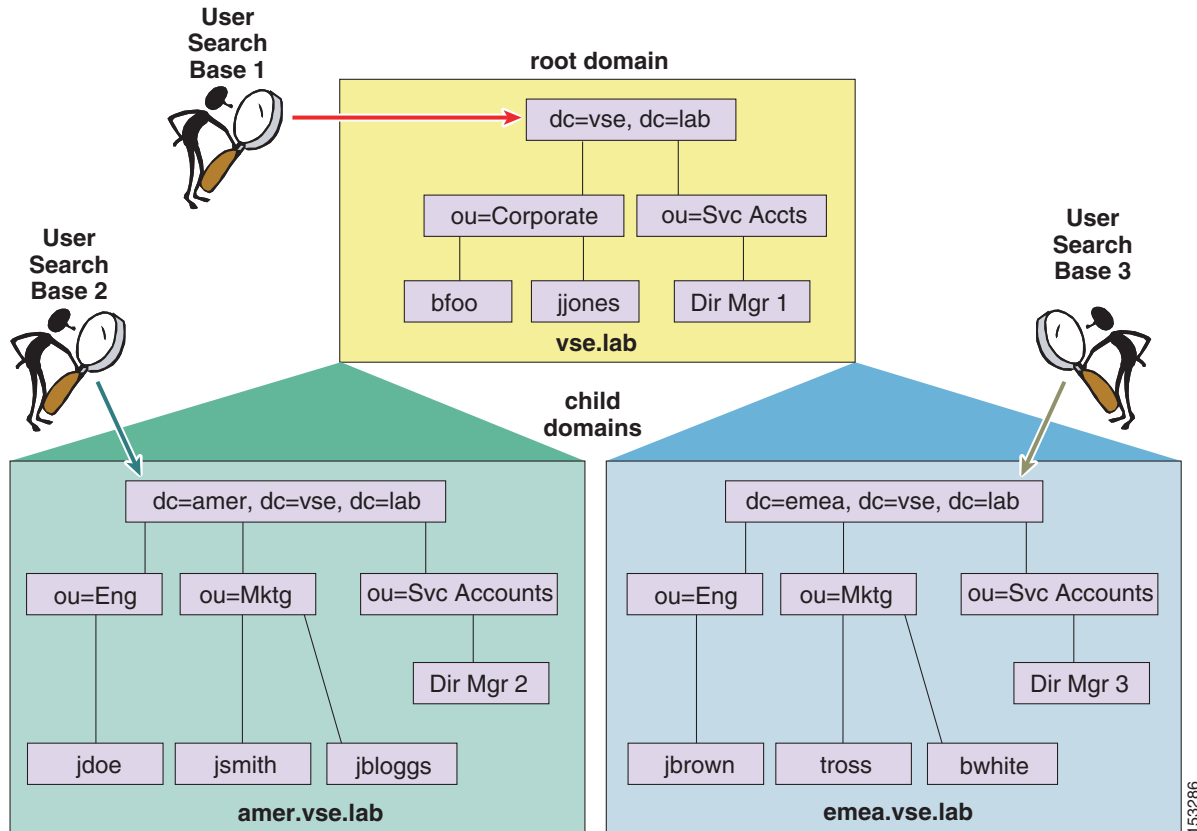 User
Search
Base 1
root domain
dc=vse, dc=lab
ou=Corporate
ou=Svc Accts
bfoo
jjones
Dir Mgr 1
vse.lab
User
Search
Base 2
User
Search
Base 3
child
domains
dc=amer, dc=vse, dc=lab
ou=Eng
ou=Mktg
ou=Svc Accounts
Dir Mgr 2
jdoe
jsmith
jbloggs
amer.vse.lab
dc=emea, dc=vse, dc=lab
ou=Eng
ou=Mktg
ou=Svc Accounts
Dir Mgr 3
jbrown
tross
bwhite
emea.vse.lab
153286